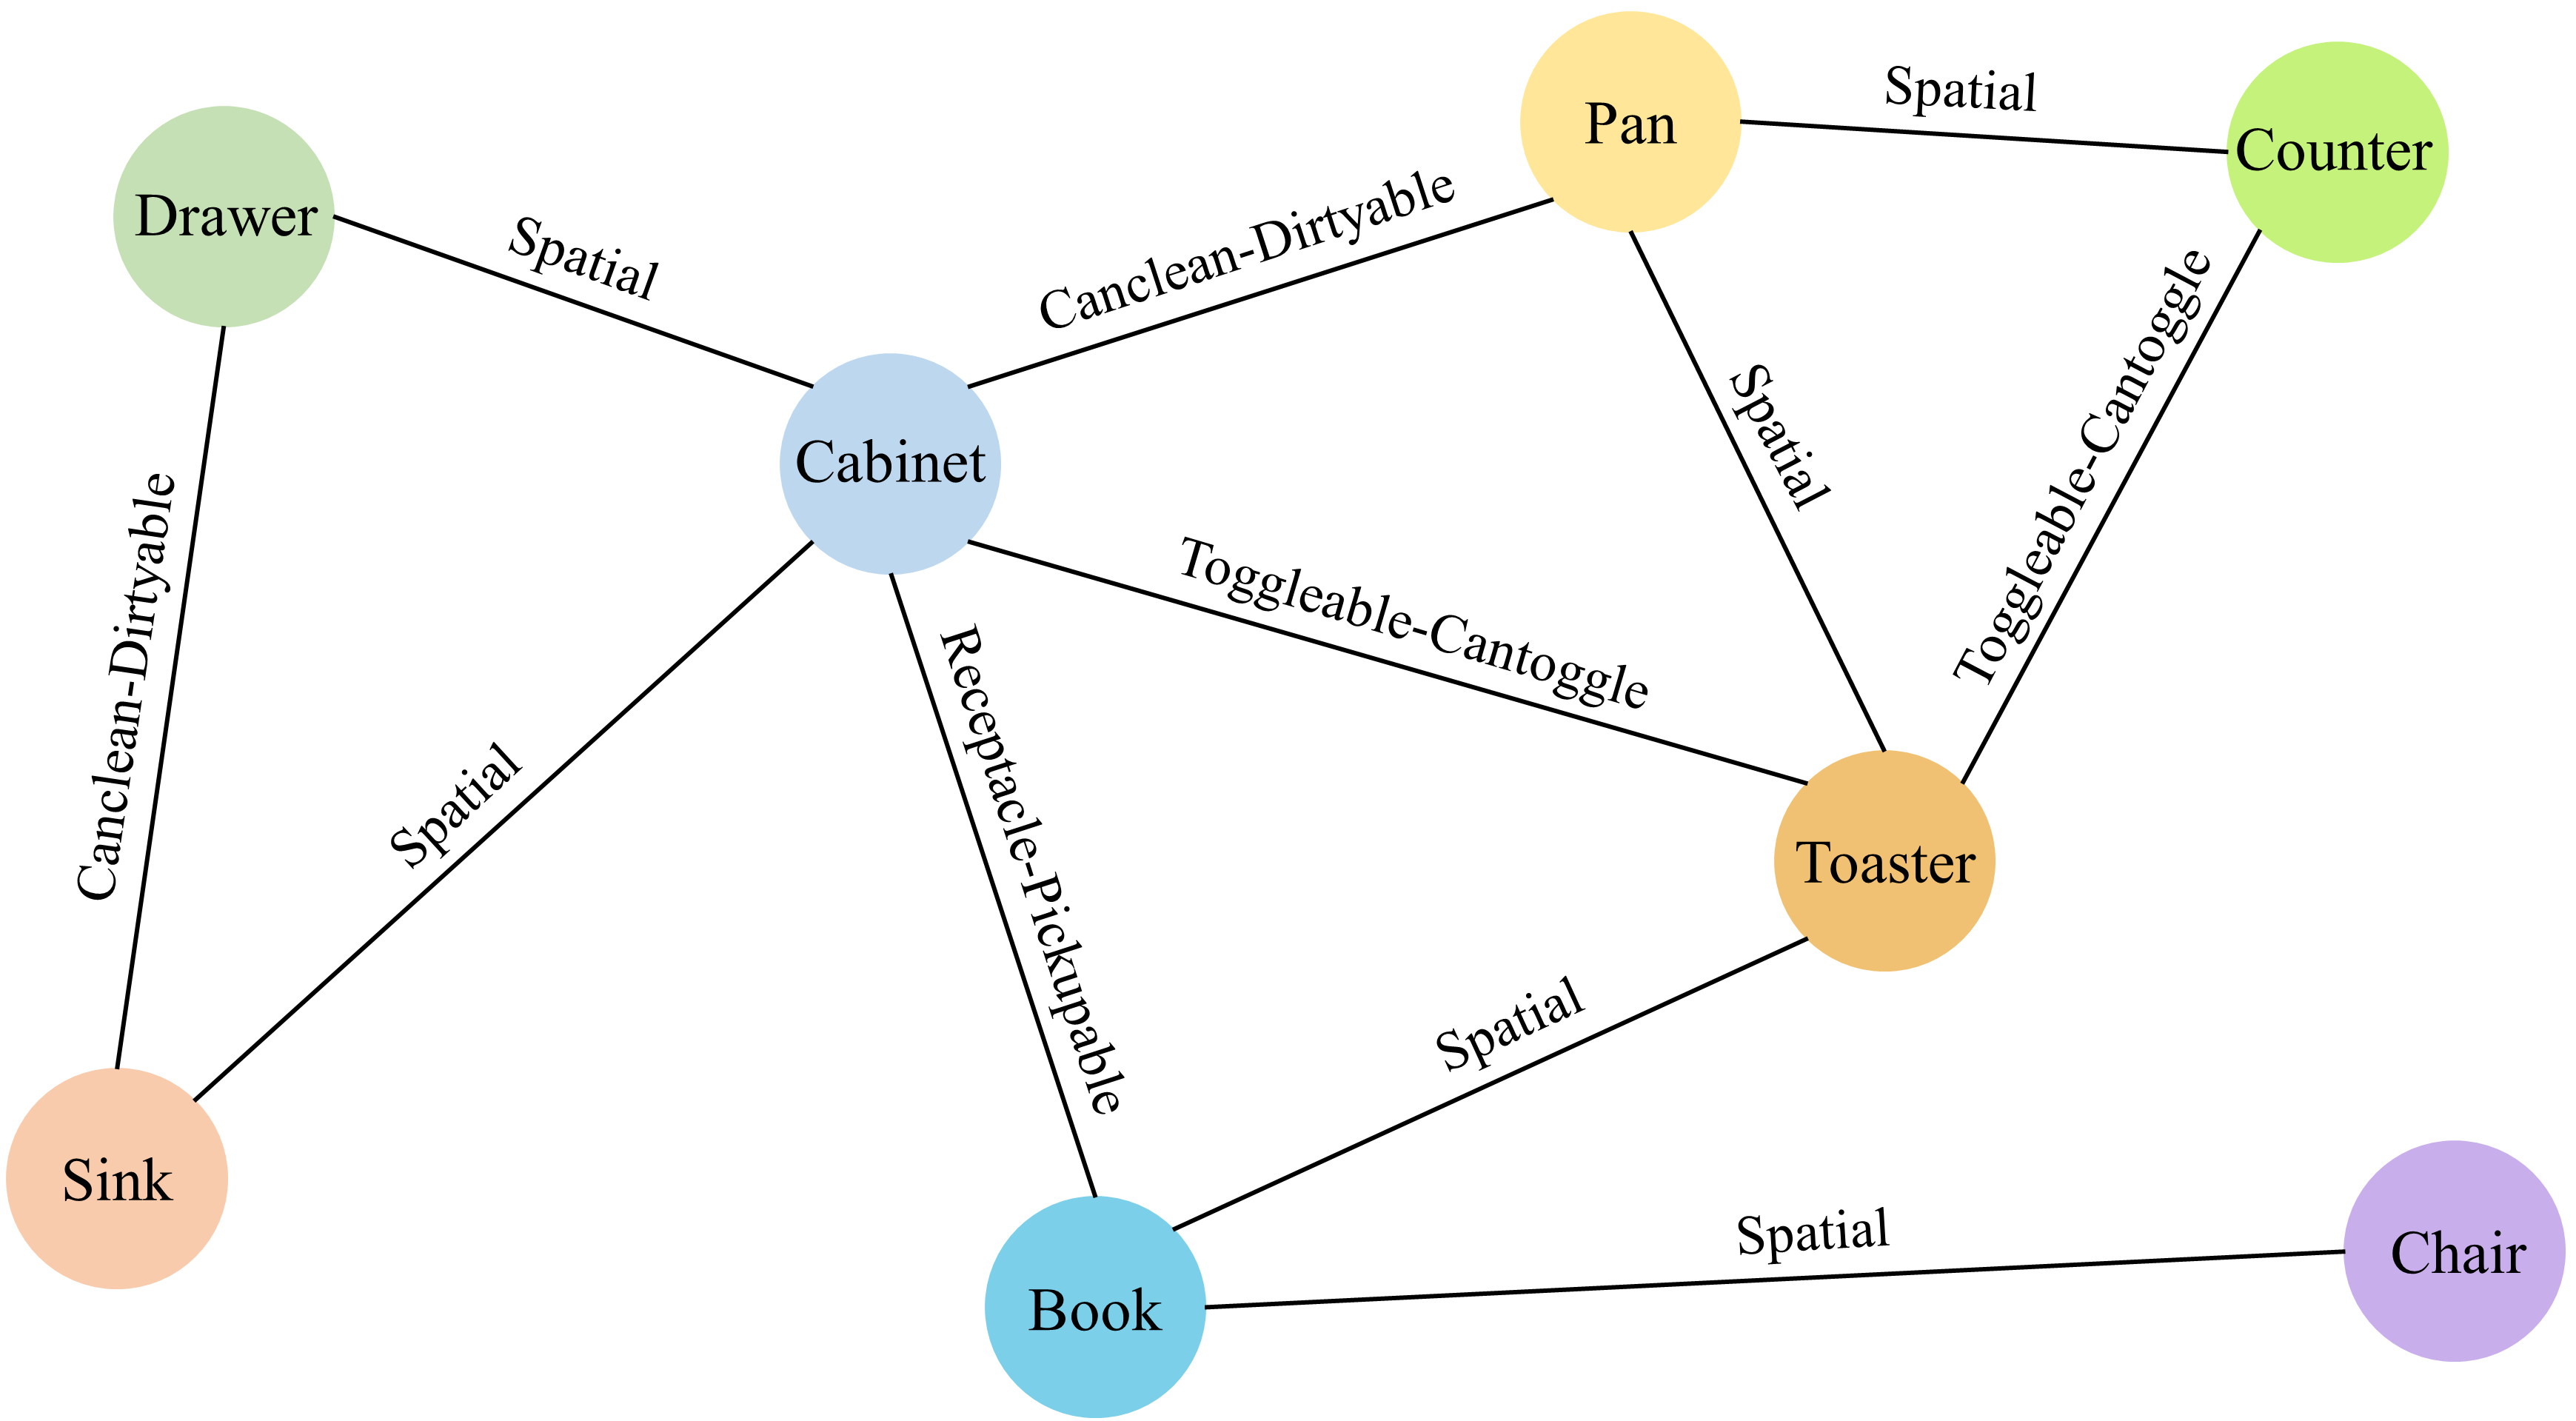 Pan
Spatial
Counter
Drawer
Spatial
Canclean-Dirtyable
Cabinet
Spatial
Toggleable-Cantoggle
Toggleable-Cantoggle
Canclean-Dirtyable
Spatial
Receptacle-Pickupable
Toaster
Spatial
Sink
Spatial
Chair
Book